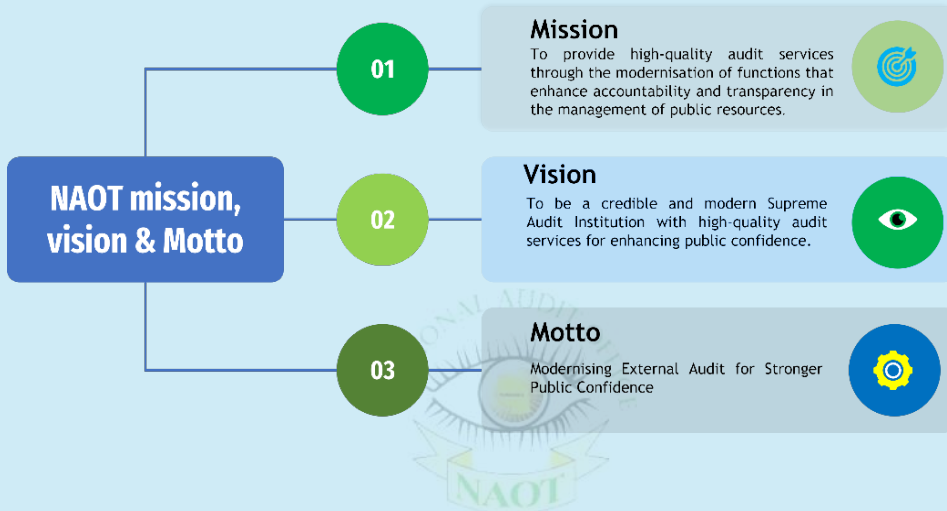 01
Mission
To provide high-quality audit services
through the modernisation of functions that
enhance accountability and transparency in
the management of public resources.
NAOT mission,
vision & Motto
02
Vision
To be a credible and modern Supreme
Audit Institution with high-quality audit
services for enhancing public confidence.
03
Motto
Modernising External Audit for Stronger
Public Confidence
NAOT